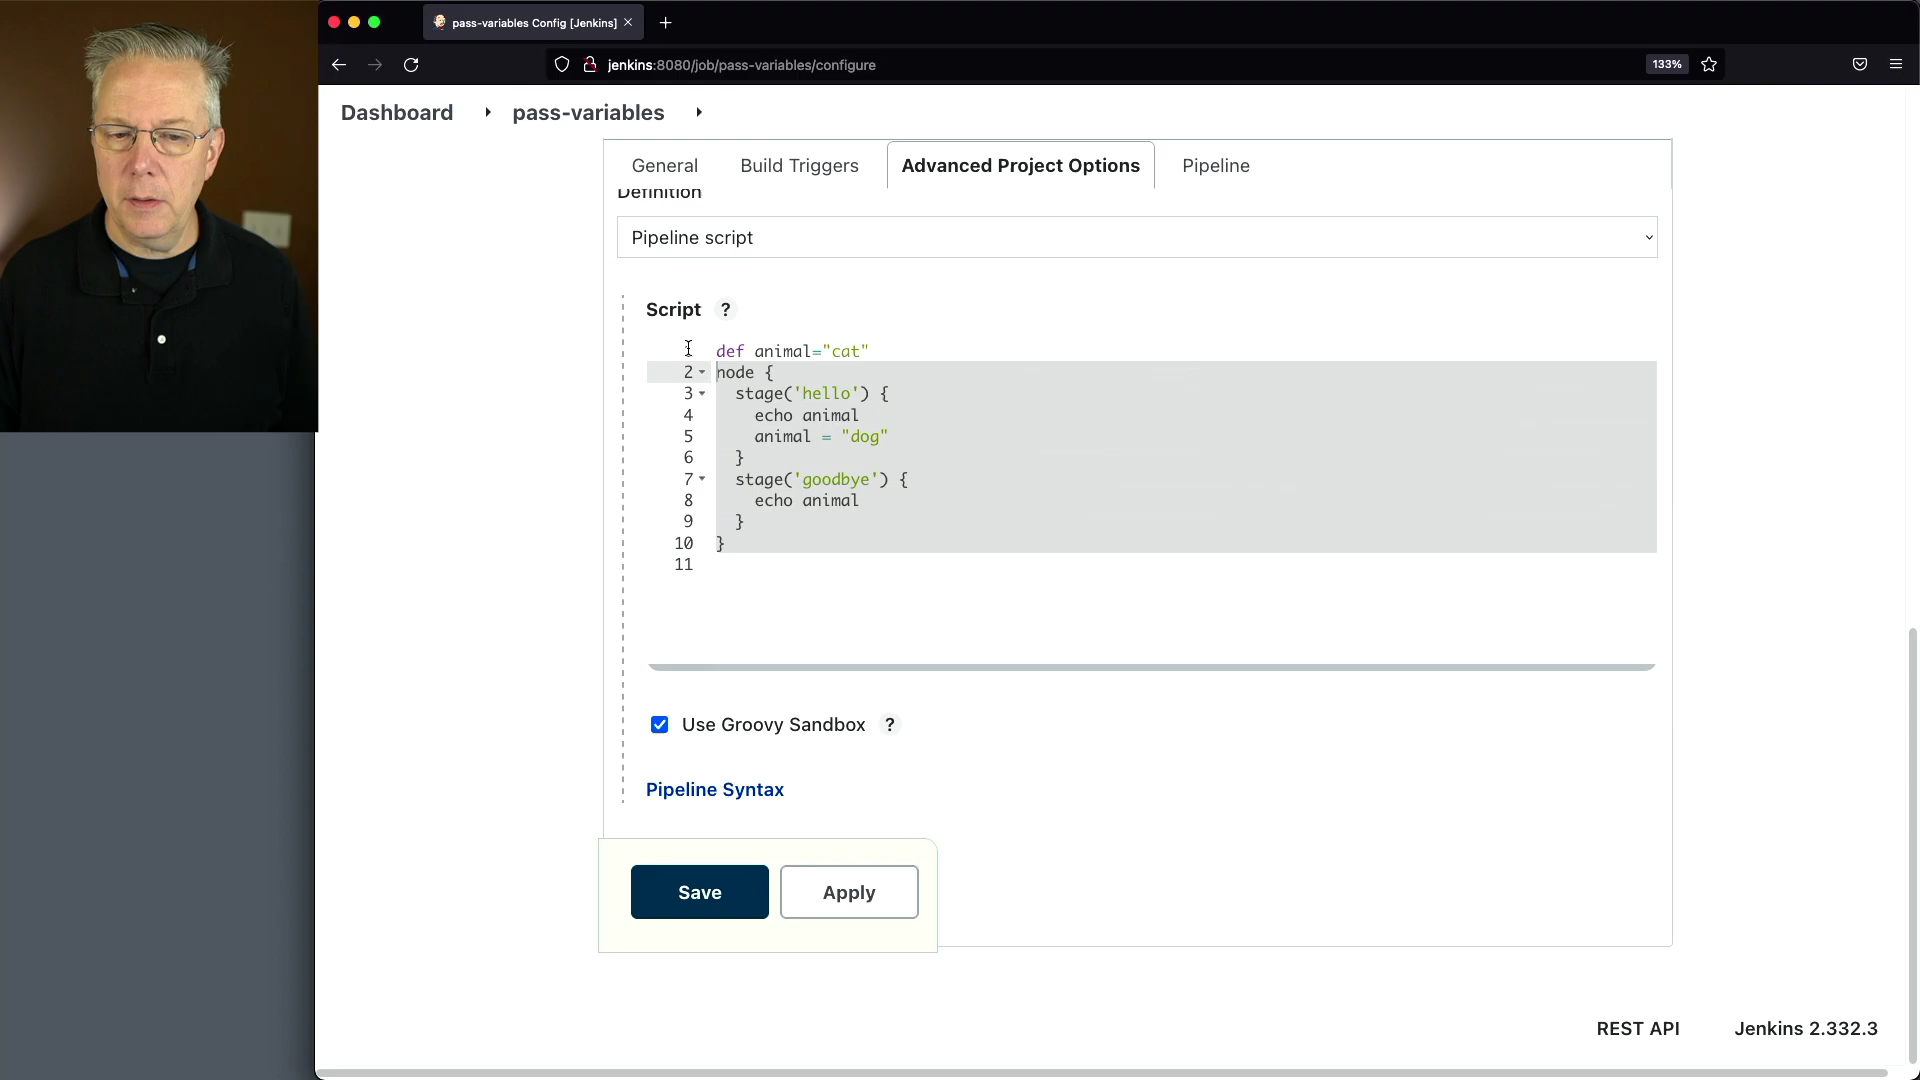 pass-variables Config [Jenkins]
jenkins:8080/job/pass-variables/configure
133%
Dashboard
pass-variables
General
Build Triggers
Advanced Project Options
Pipeline
Definition
Pipeline script
Script ?
def animal="cat"
2 node {
3 stage('hello') {
4 echo animal
5 animal = "dog"
6 }
7 stage('goodbye') {
8 echo animal
9 }
10 }
11
Use Groovy Sandbox ?
Pipeline Syntax
Save
Apply
REST API
Jenkins 2.332.3